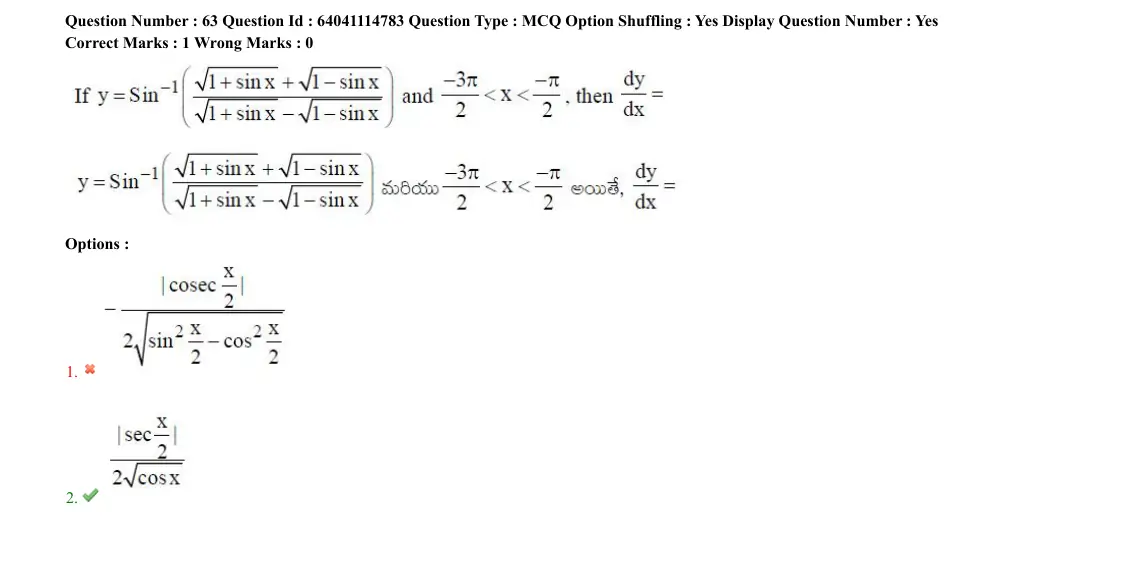 Question Number : 63 Question Id : 64041114783 Question Type : MCQ Option Shuffling : Yes Display Question Number : Yes
Correct Marks : 1 Wrong Marks : 0
If y = Sin⁻¹( (√(1 + sin x) + √(1 − sin x)) / (√(1 + sin x) − √(1 − sin x)) ) and −3π/2 < x < −π/2 , then dy/dx =
y = Sin⁻¹( (√(1 + sin x) + √(1 − sin x)) / (√(1 + sin x) − √(1 − sin x)) ) మరియు −3π/2 < x < −π/2 అయితే, dy/dx =
Options :
1. − |cosec x/2| / (2√(sin² x/2 − cos² x/2))
2. |sec x/2| / (2√(cos x))